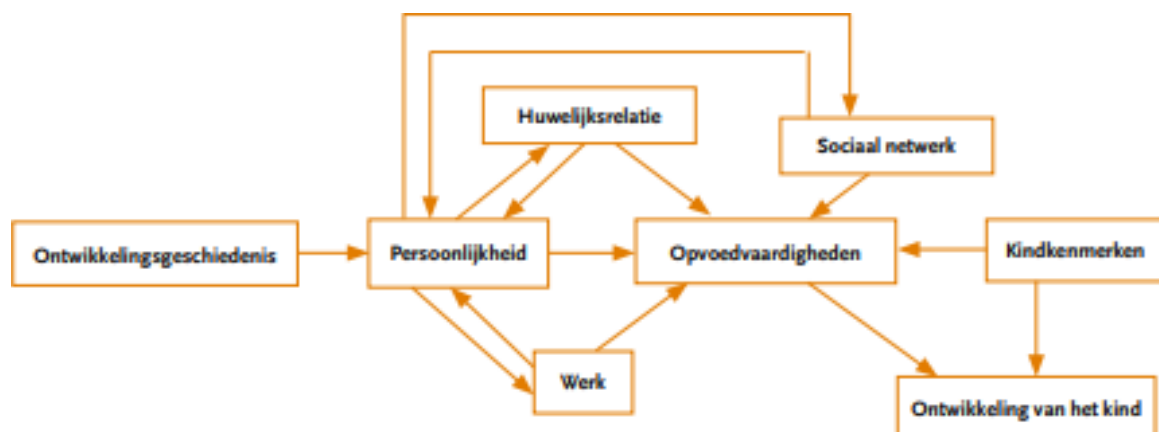 Huwelijksrelatie
Sociaal netwerk
Ontwikkelingsgeschiedenis
Persoonlijkheid
Opvoedvaardigheden
Kindkenmerken
Werk
Ontwikkeling van het kind